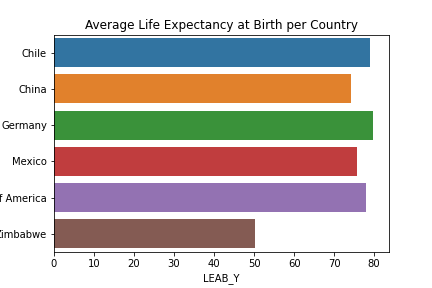 Average Life Expectancy at Birth per Country
Chile
China
Germany
Mexico
f America
Zimbabwe
0 10 20 30 40 50 60 70 80
LEAB_Y